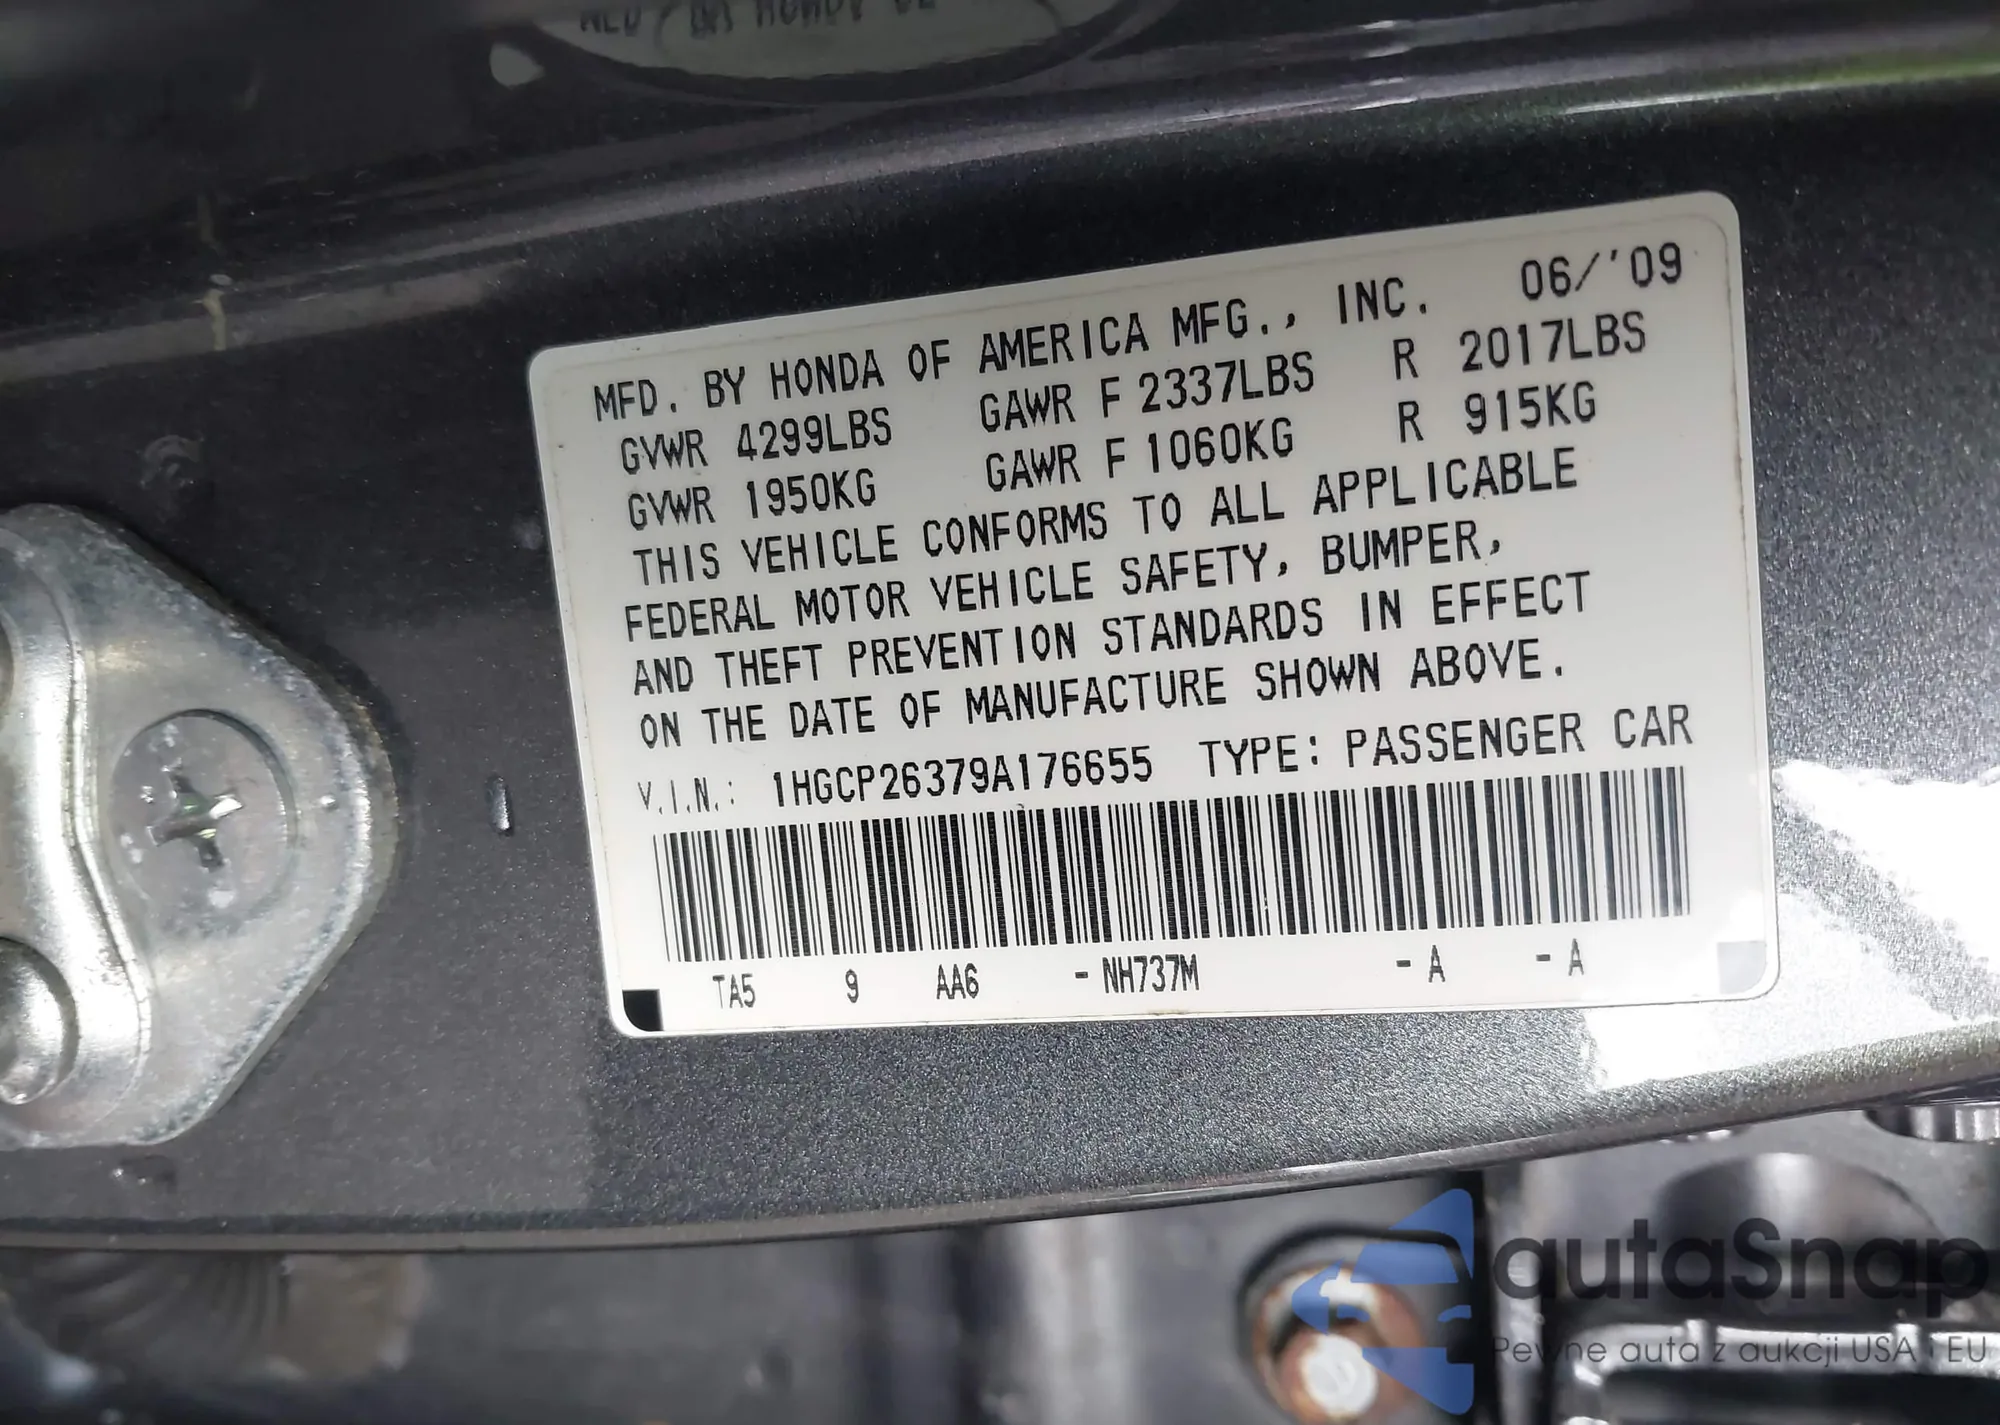 MFD. BY HONDA OF AMERICA MFG., INC. 06/'09
GVWR 4299LBS GAWR F 2337LBS R 2017LBS
GVWR 1950KG GAWR F 1060KG R 915KG
THIS VEHICLE CONFORMS TO ALL APPLICABLE
FEDERAL MOTOR VEHICLE SAFETY, BUMPER,
AND THEFT PREVENTION STANDARDS IN EFFECT
ON THE DATE OF MANUFACTURE SHOWN ABOVE.
V.I.N.: 1HGCP26379A176655 TYPE: PASSENGER CAR
TA5 9 AA6 - NH737M - A - A
autaSnap
Pewne auta z aukcji USA i EU